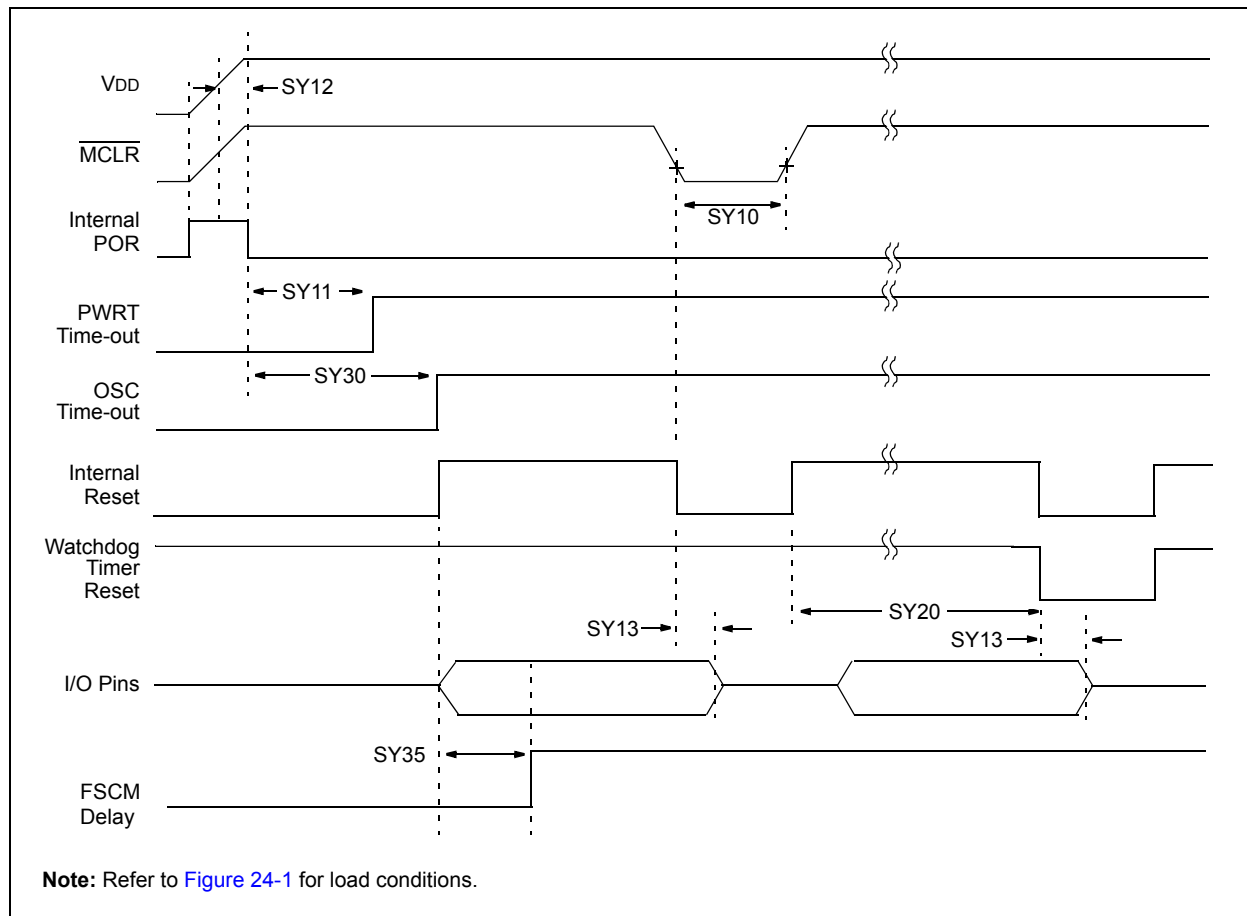 VDD
SY12
MCLR
SY10
Internal
POR
SY11
PWRT
Time-out
SY30
OSC
Time-out
Internal
Reset
Watchdog
Timer
Reset
SY20
SY13
SY13
I/O Pins
SY35
FSCM
Delay
Note: Refer to Figure 24-1 for load conditions.